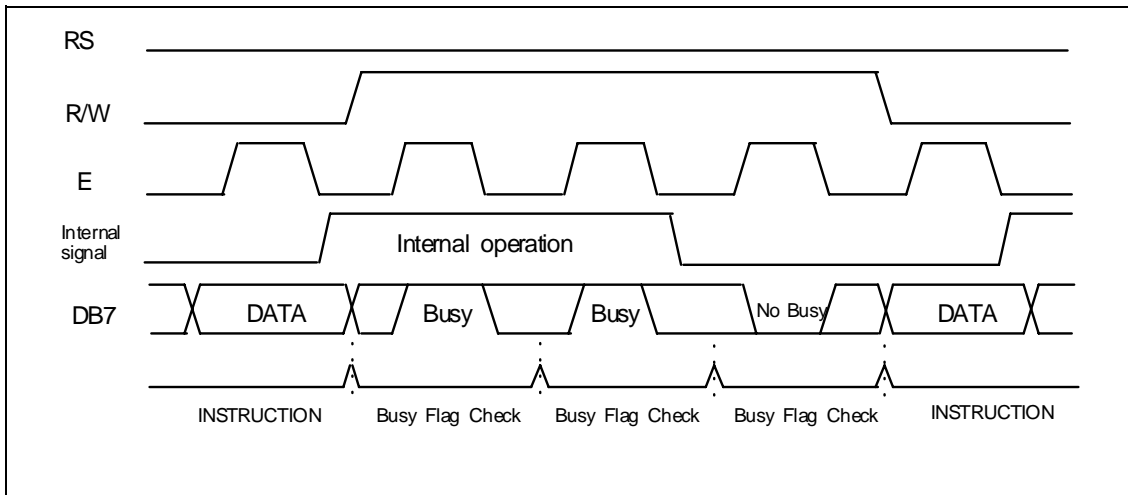 RS
R/W
E
Internal
signal
Internal operation
DB7
DATA
Busy
Busy
No Busy
DATA
INSTRUCTION
Busy Flag Check
Busy Flag Check
Busy Flag Check
INSTRUCTION